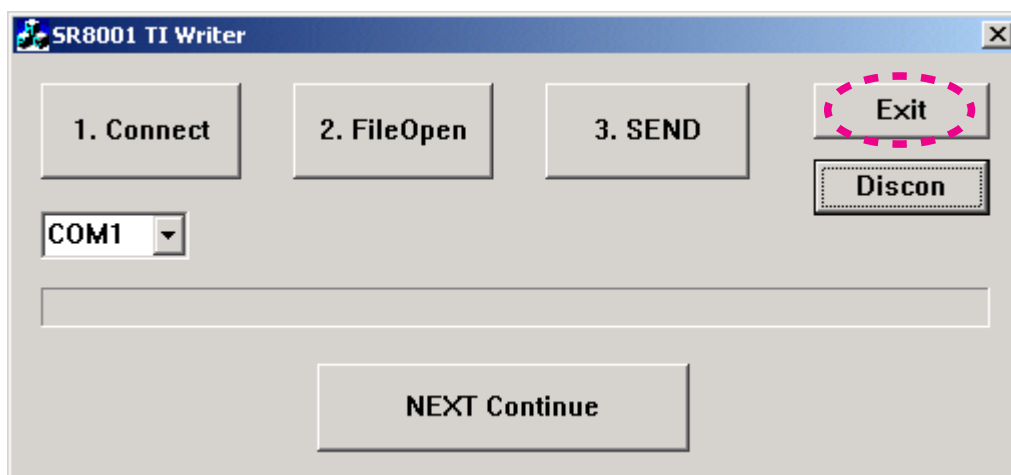 SR8001 TI Writer
1. Connect
2. FileOpen
3. SEND
Exit
Discon
COM1
NEXT Continue